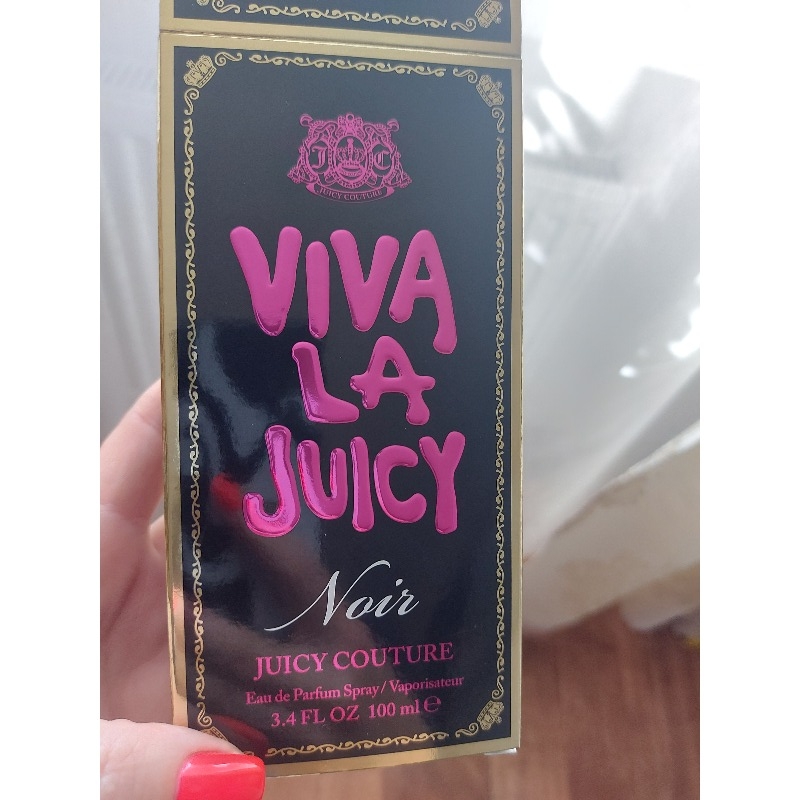 J C
JUICY COUTURE
VIVA
LA
JUICY
Noir
JUICY COUTURE
Eau de Parfum Spray / Vaporisateur
3.4 FL OZ 100 ml ℮